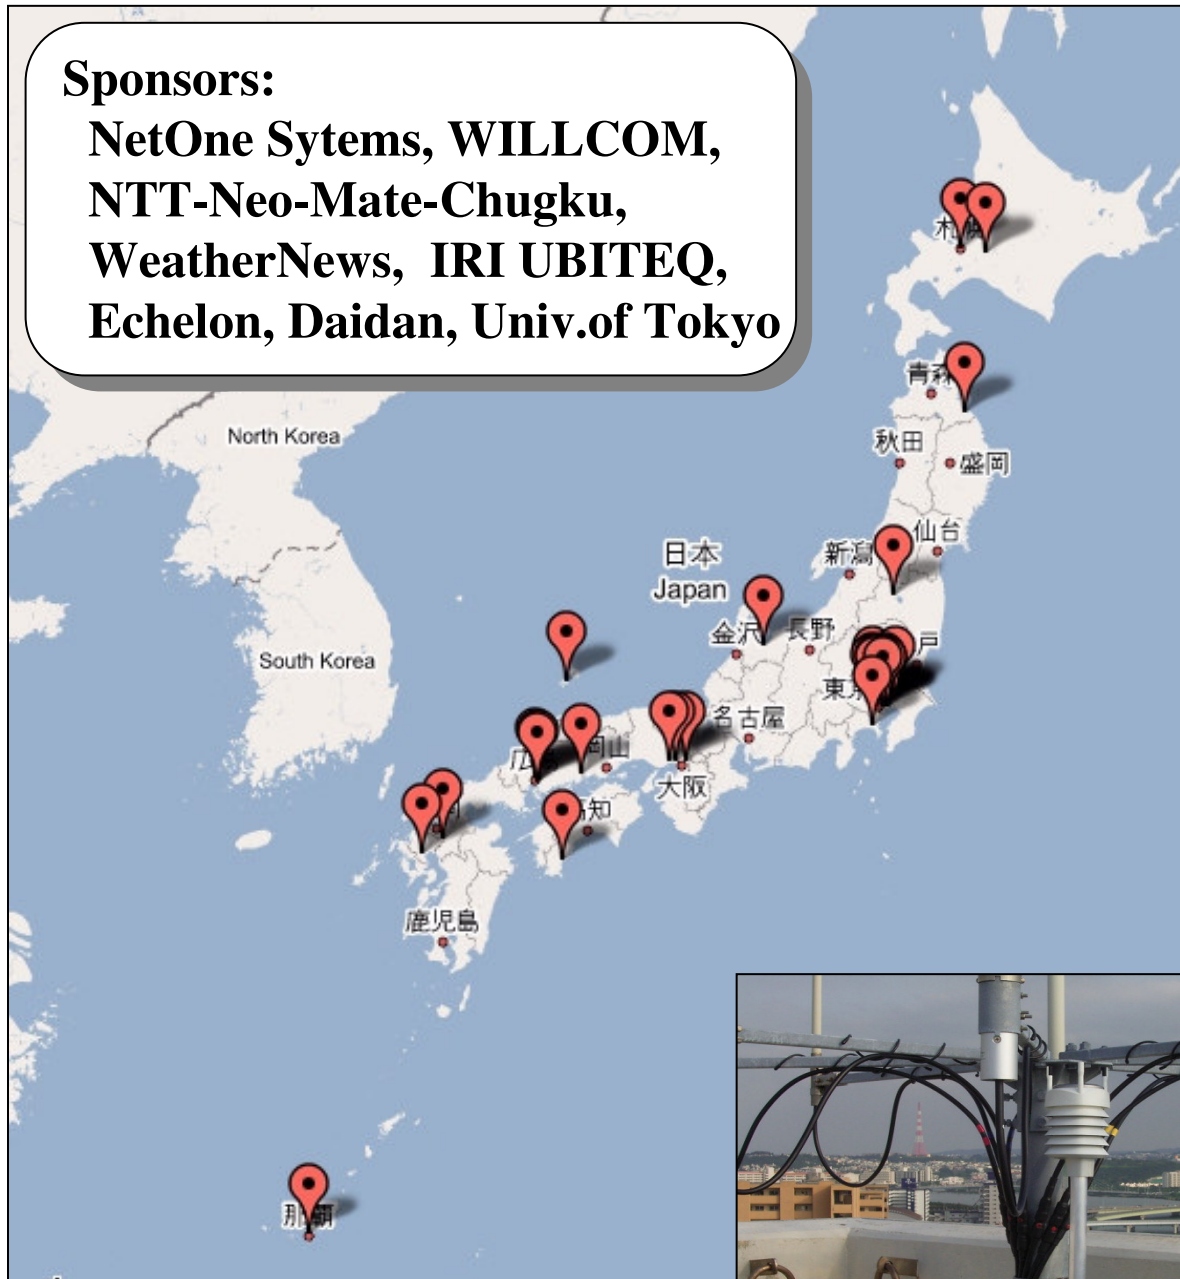 Sponsors:
NetOne Sytems, WILLCOM,
NTT-Neo-Mate-Chugku,
WeatherNews, IRI UBITEQ,
Echelon, Daidan, Univ.of Tokyo
青森
North Korea
秋田
盛岡
仙台
新潟
日本
Japan
金沢
長野
South Korea
名古屋
大阪
鹿児島